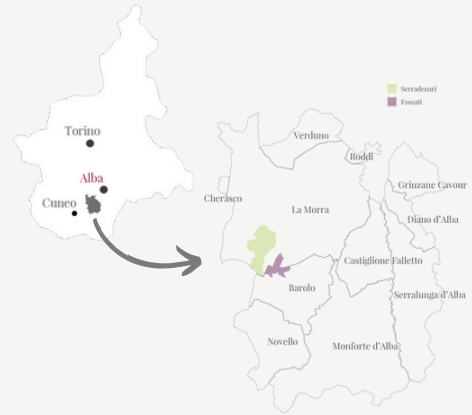 Torino
Alba
Cuneo
Serradenari
Fossati
Verduno
Roddi
Grinzane Cavour
Cherasco
La Morra
Diano d'Alba
Castiglione Falletto
Barolo
Serralunga d'Alba
Novello
Monforte d'Alba